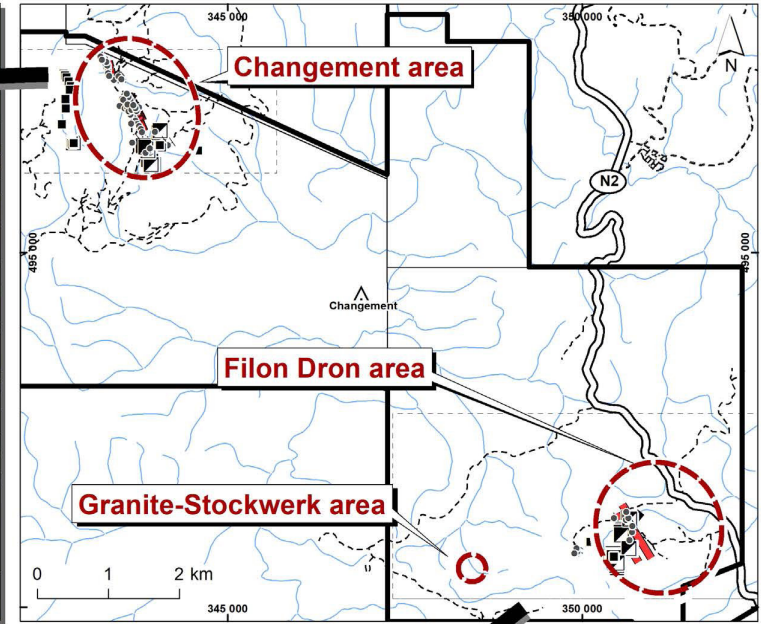 345 000
350 000
Changement area
N
N2
495 000
495 000
Changement
Filon Dron area
Granite-Stockwerk area
0 1 2 km
345 000
350 000